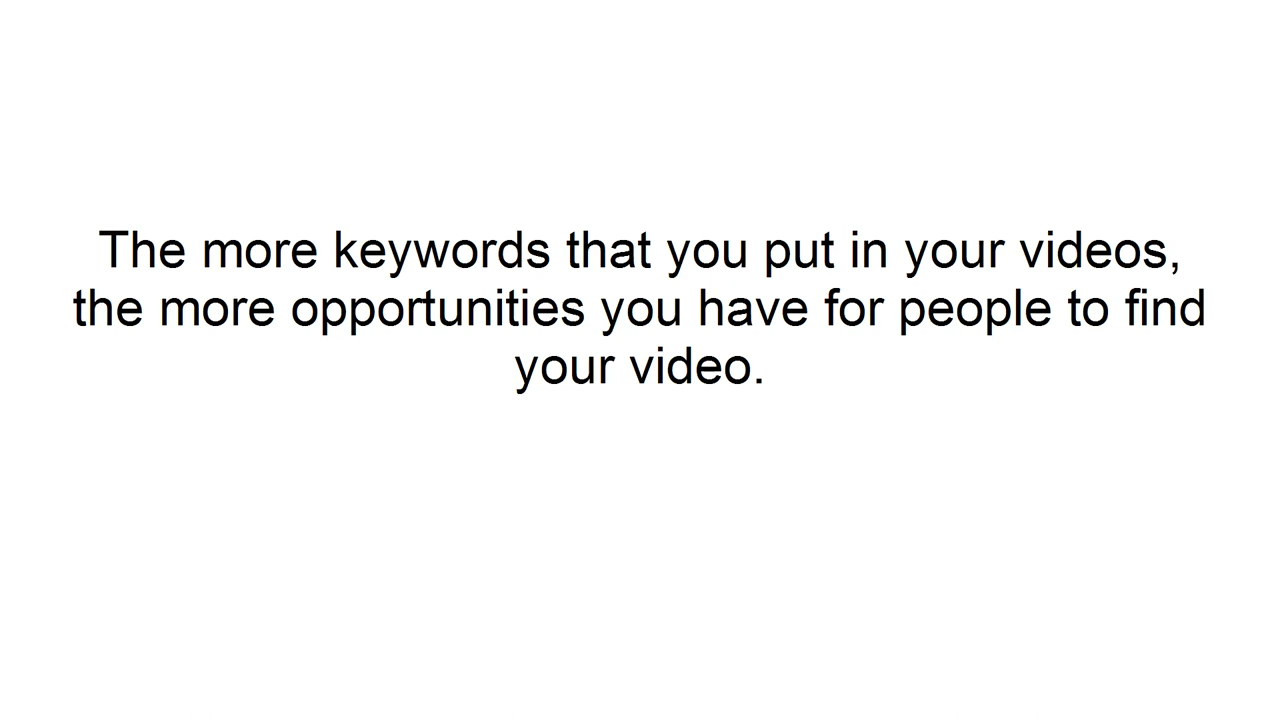 The more keywords that you put in your videos,
the more opportunities you have for people to find
your video.